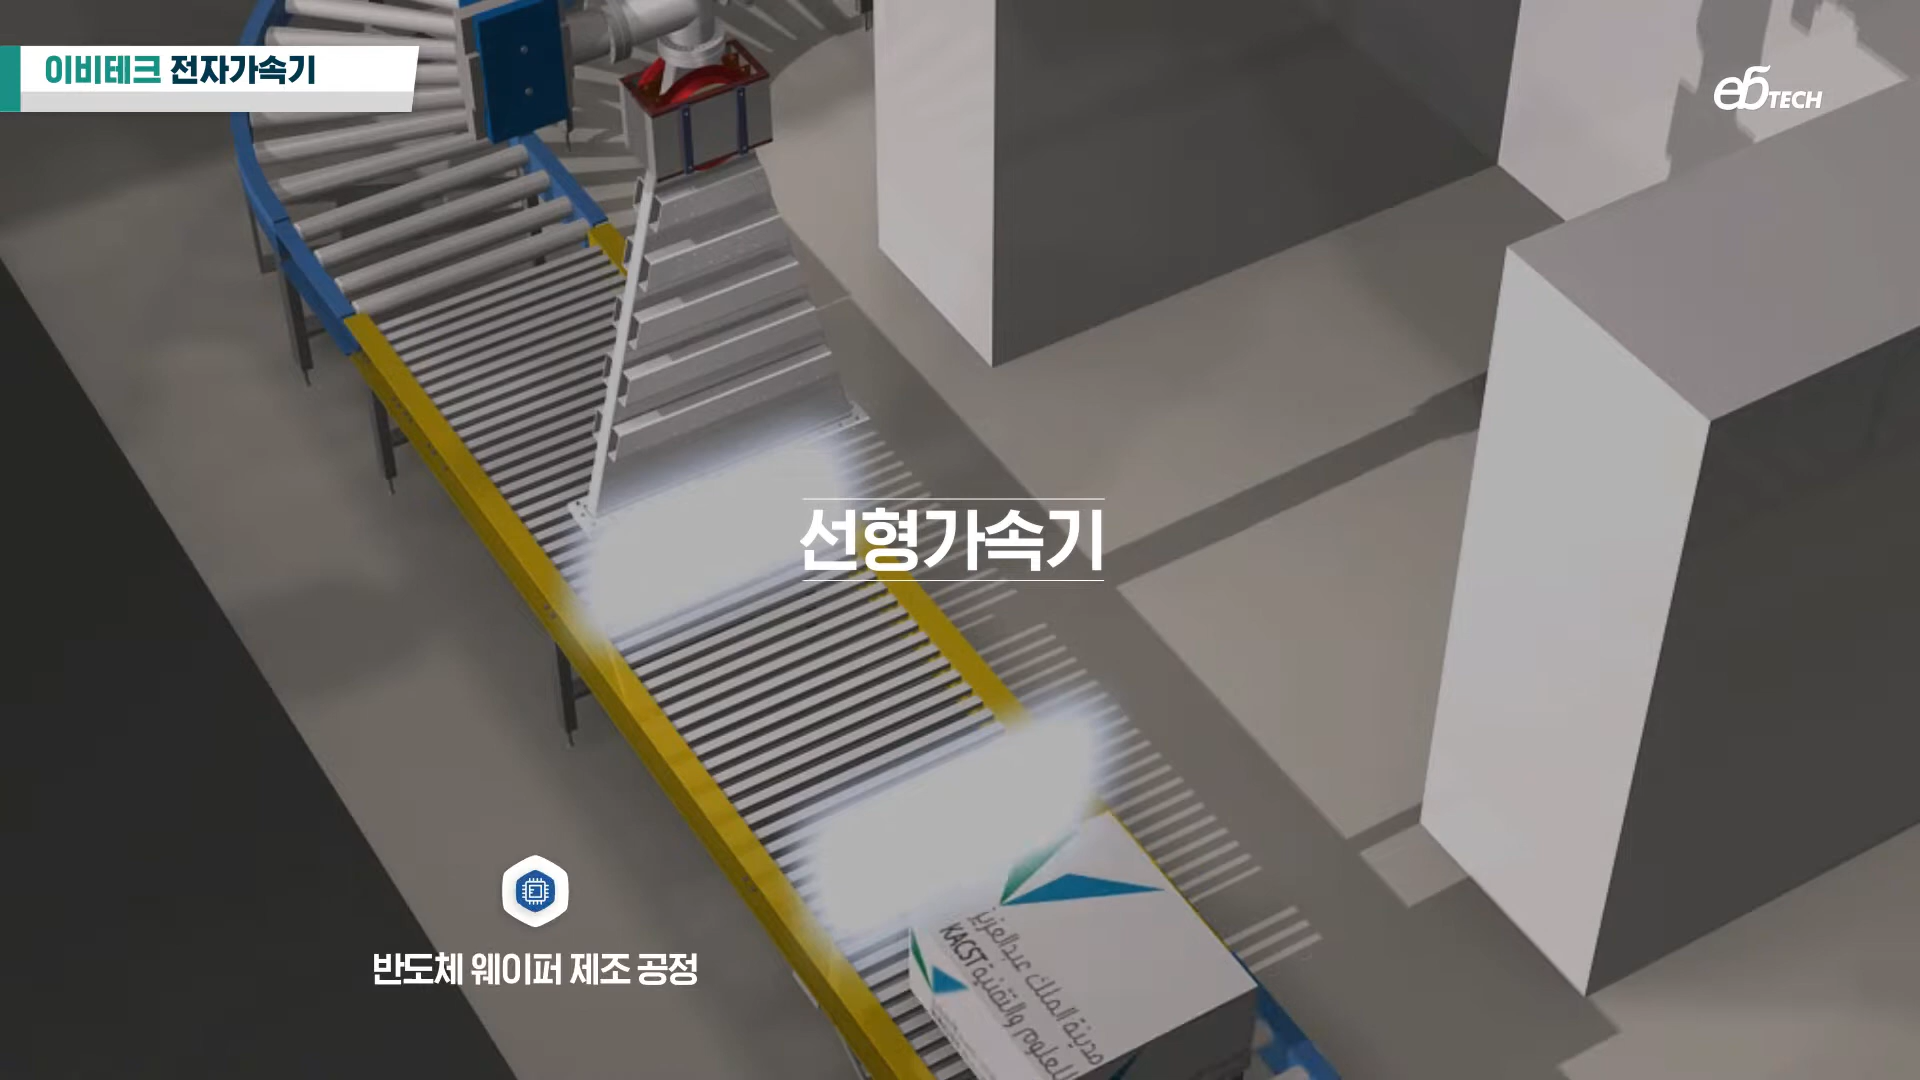 이비테크 전자가속기
ebTECH
선형가속기
반도체 웨이퍼 제조 공정
مدينة الملك عبدالعزيز
للعلوم والتقنية KACST